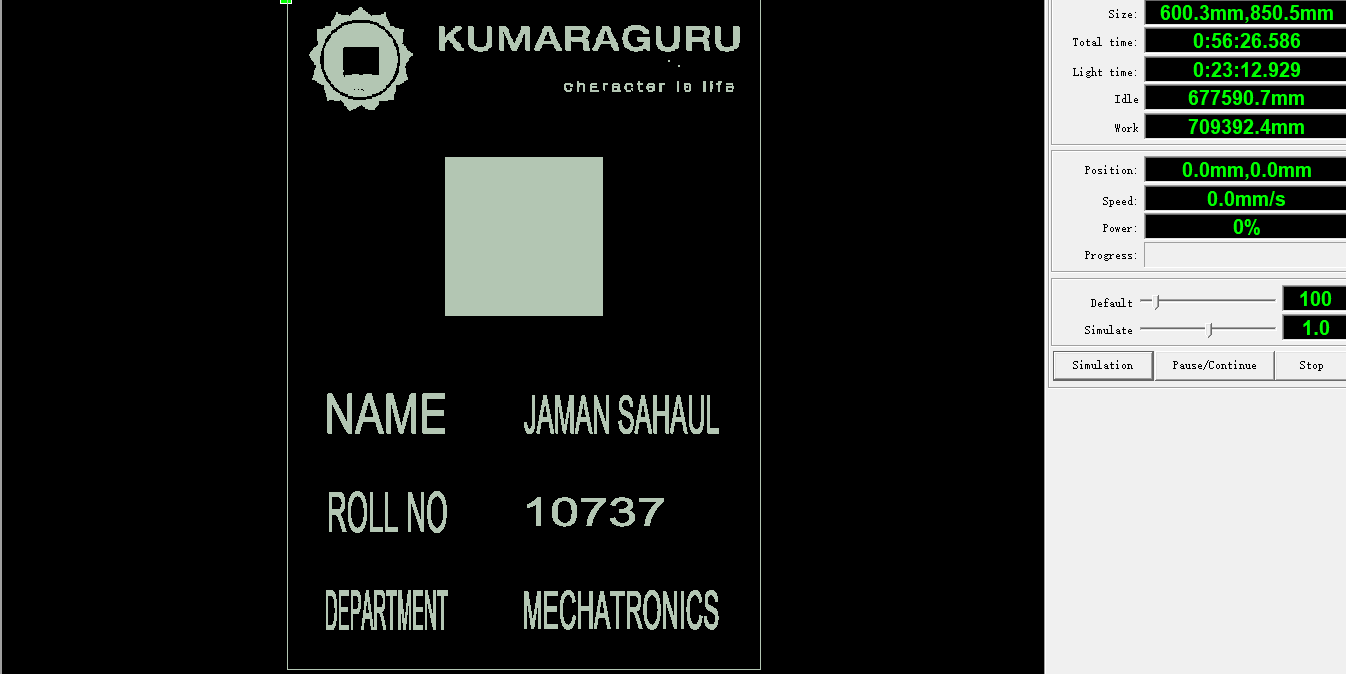 KUMARAGURU
character is life
NAME JAMAN SAHAUL
ROLL NO 10737
DEPARTMENT MECHATRONICS
Size: 600.3mm,850.5mm
Total time: 0:56:26.586
Light time: 0:23:12.929
Idle 677590.7mm
Work 709392.4mm
Position: 0.0mm,0.0mm
Speed: 0.0mm/s
Power: 0%
Progress:
Default 100
Simulate 1.0
Simulation Pause/Continue Stop